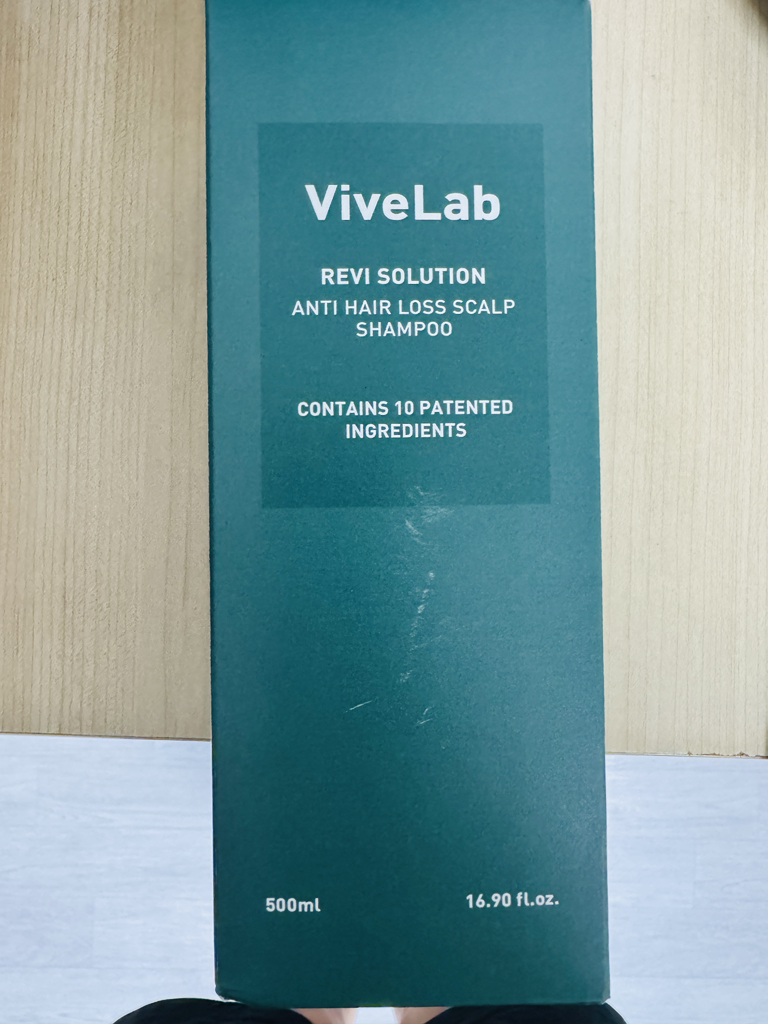 ViveLab
REVI SOLUTION
ANTI HAIR LOSS SCALP
SHAMPOO
CONTAINS 10 PATENTED
INGREDIENTS
500ml 16.90 fl.oz.